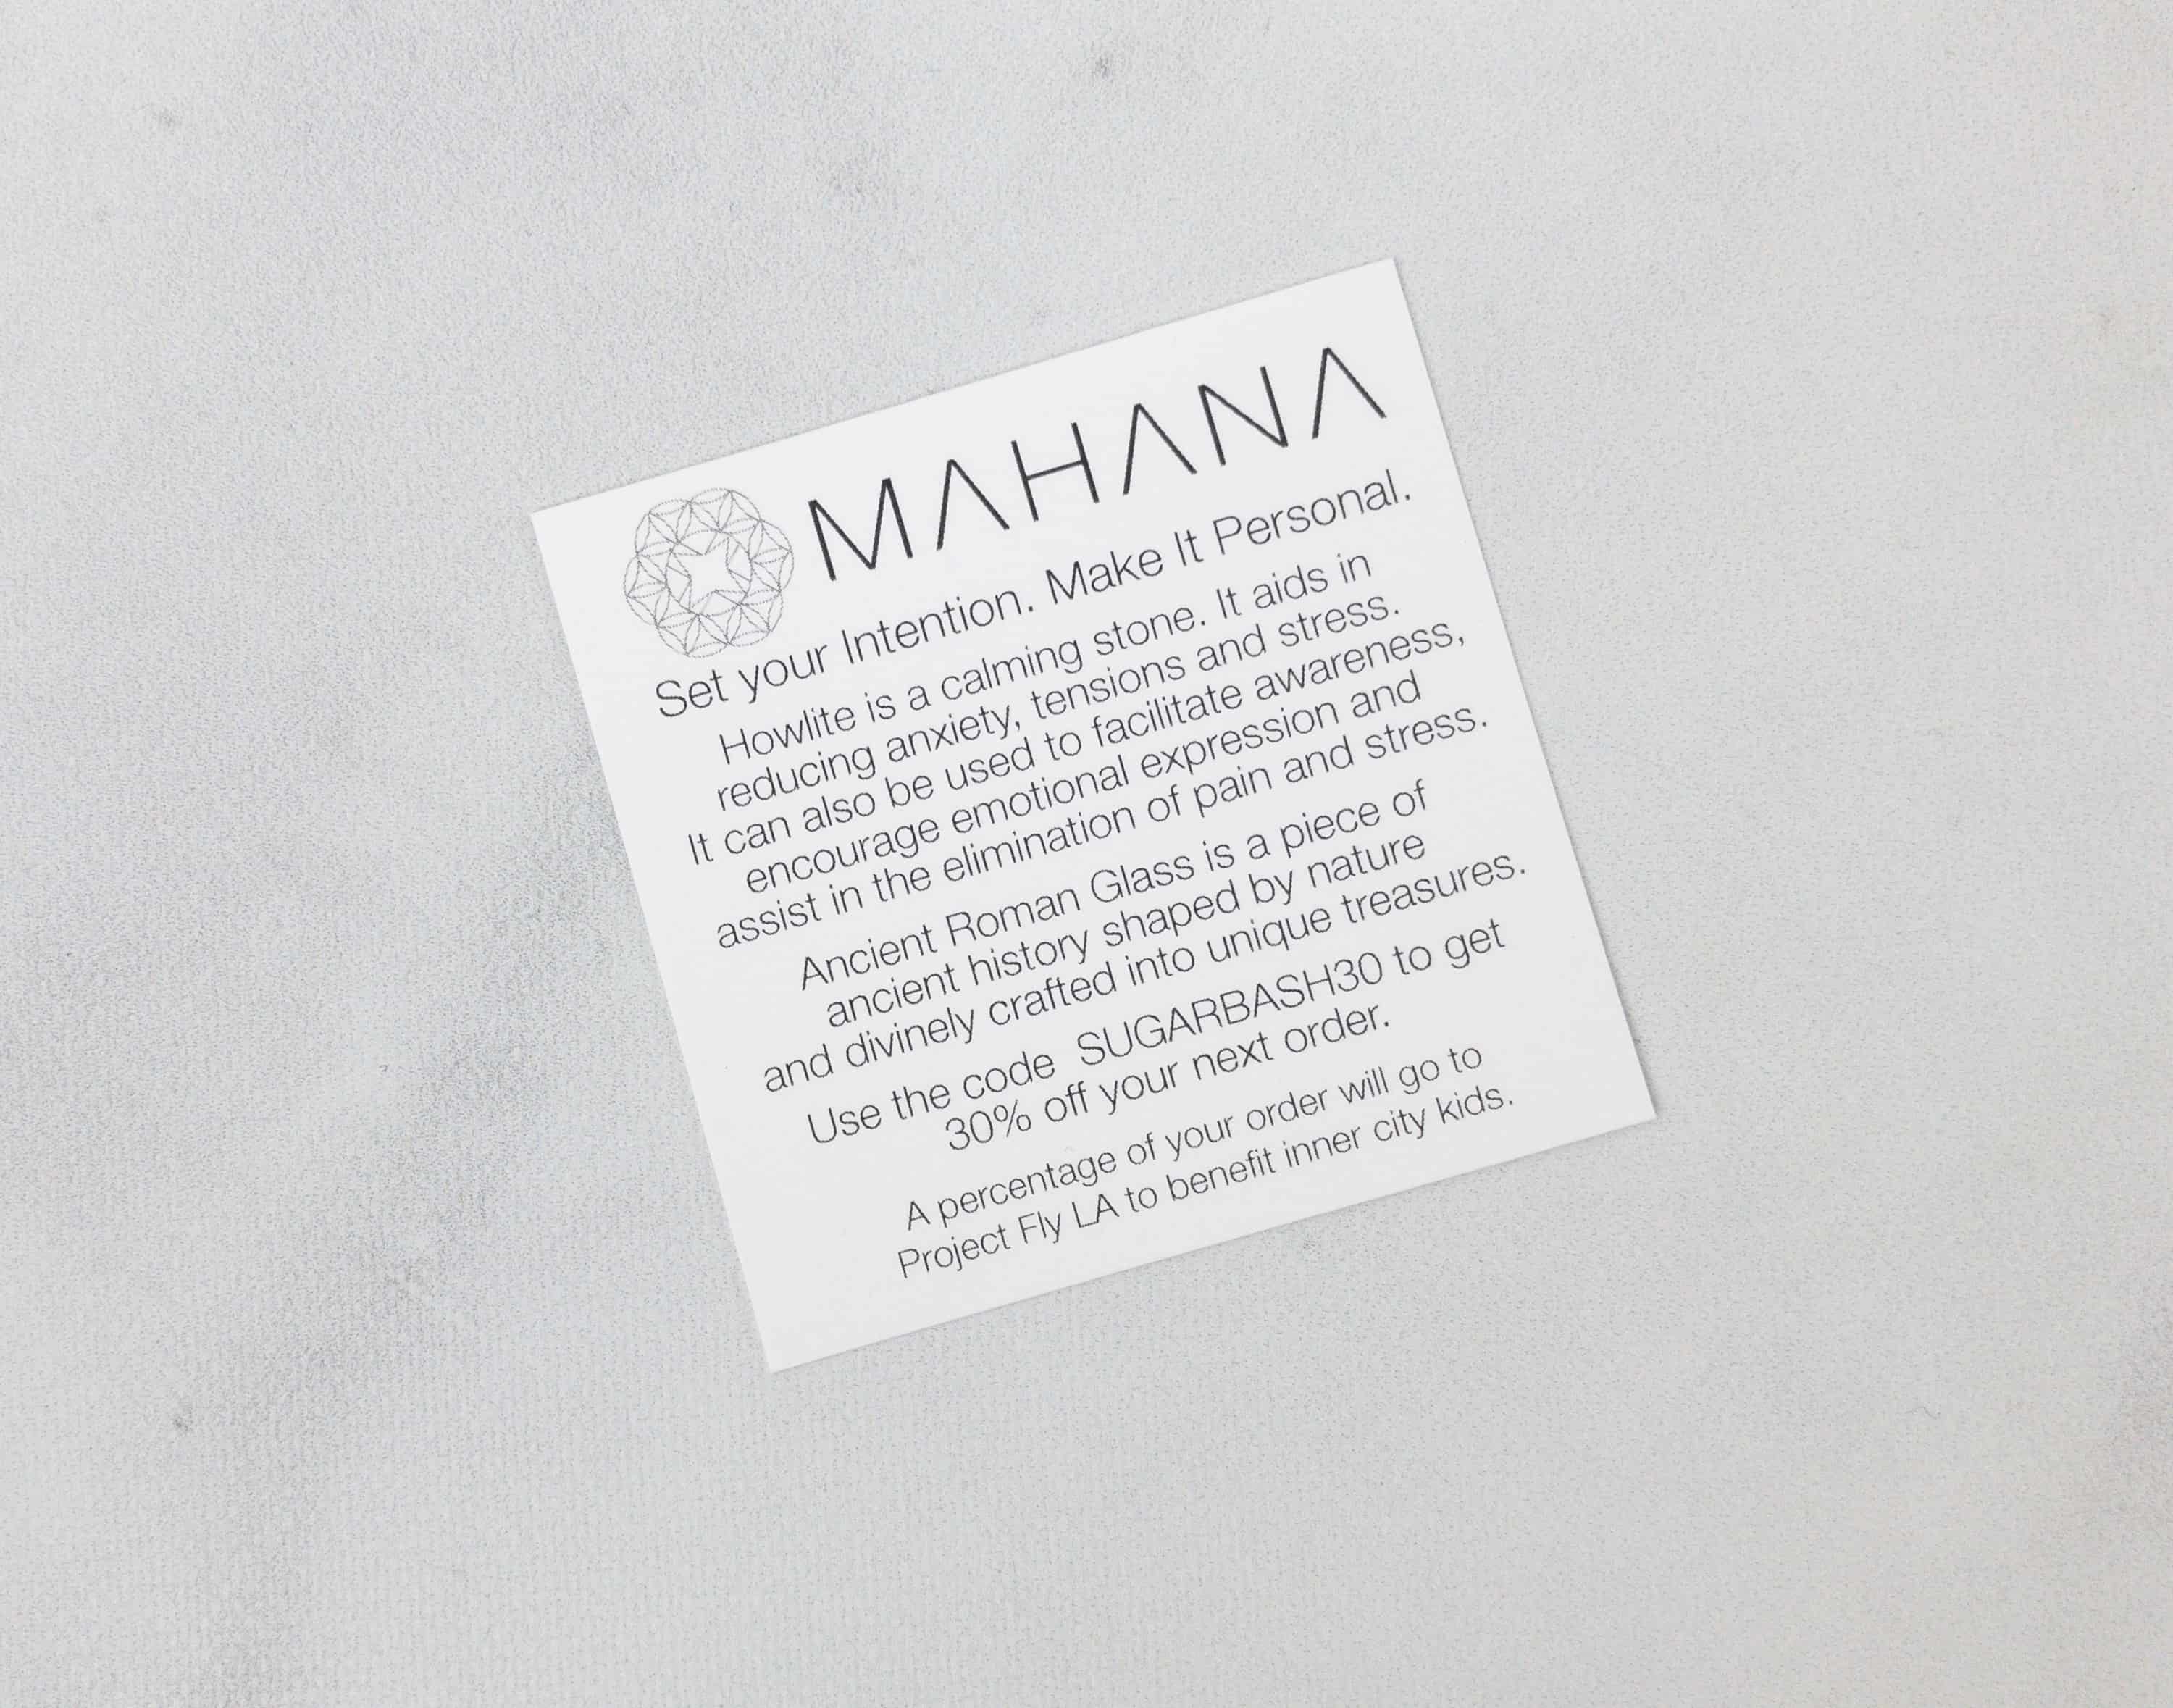 MAHANA
Set your Intention. Make It Personal.
Howlite is a calming stone. It aids in
reducing anxiety, tensions and stress.
It can also be used to facilitate awareness,
encourage emotional expression and
assist in the elimination of pain and stress.
Ancient Roman Glass is a piece of
ancient history shaped by nature
and divinely crafted into unique treasures.
Use the code SUGARBASH30 to get
30% off your next order.
A percentage of your order will go to
Project Fly LA to benefit inner city kids.